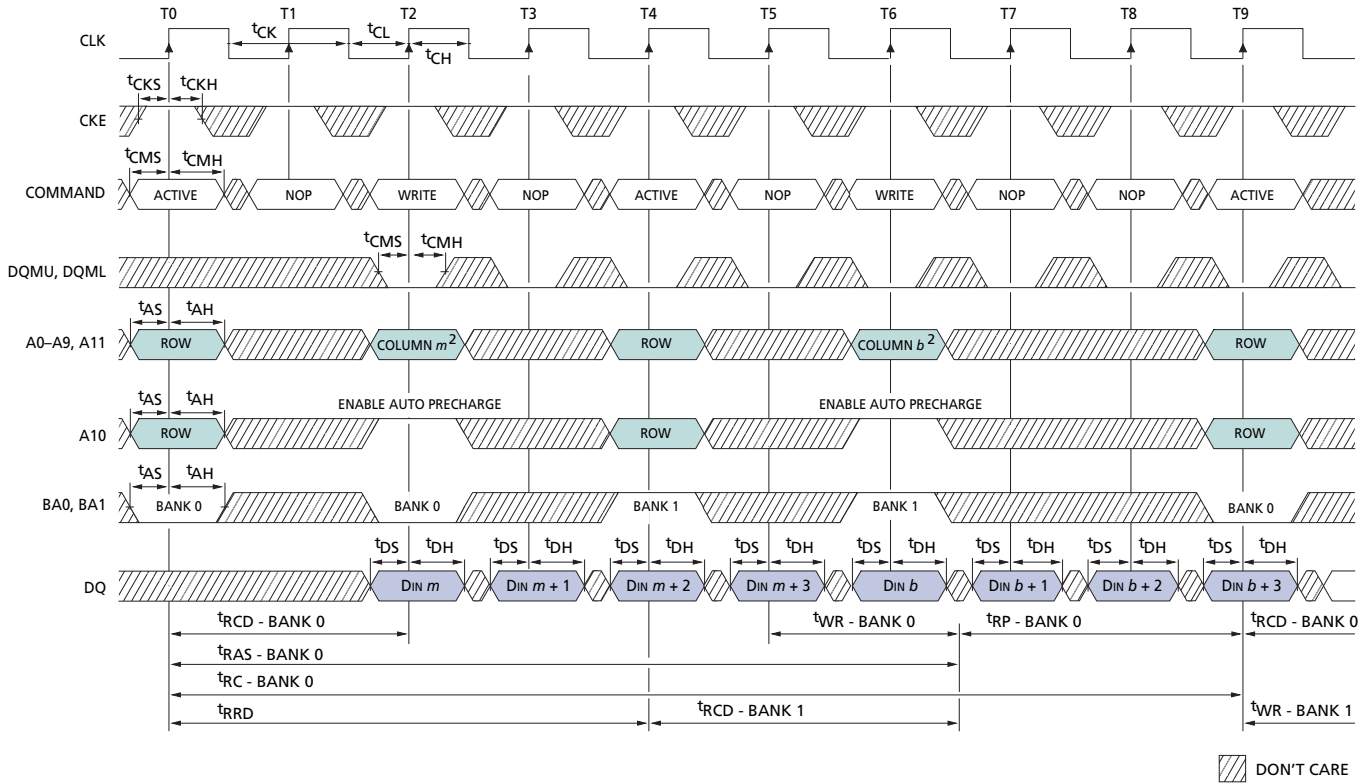 T0 T1 T2 T3 T4 T5 T6 T7 T8 T9
CLK
tCK tCL
tCH
tCKS tCKH
CKE
tCMS tCMH
COMMAND ACTIVE NOP WRITE NOP ACTIVE NOP WRITE NOP NOP ACTIVE
tCMS tCMH
DQMU, DQML
tAS tAH
A0–A9, A11 ROW COLUMN m2 ROW COLUMN b2 ROW
tAS tAH ENABLE AUTO PRECHARGE ENABLE AUTO PRECHARGE
A10 ROW ROW ROW
tAS tAH
BA0, BA1 BANK 0 BANK 0 BANK 1 BANK 1 BANK 0
tDS tDH tDS tDH tDS tDH tDS tDH tDS tDH tDS tDH tDS tDH tDS tDH
DQ DIN m DIN m + 1 DIN m + 2 DIN m + 3 DIN b DIN b + 1 DIN b + 2 DIN b + 3
tRCD - BANK 0 tWR - BANK 0 tRP - BANK 0 tRCD - BANK 0
tRAS - BANK 0
tRC - BANK 0
tRRD tRCD - BANK 1 tWR - BANK 1
DON'T CARE